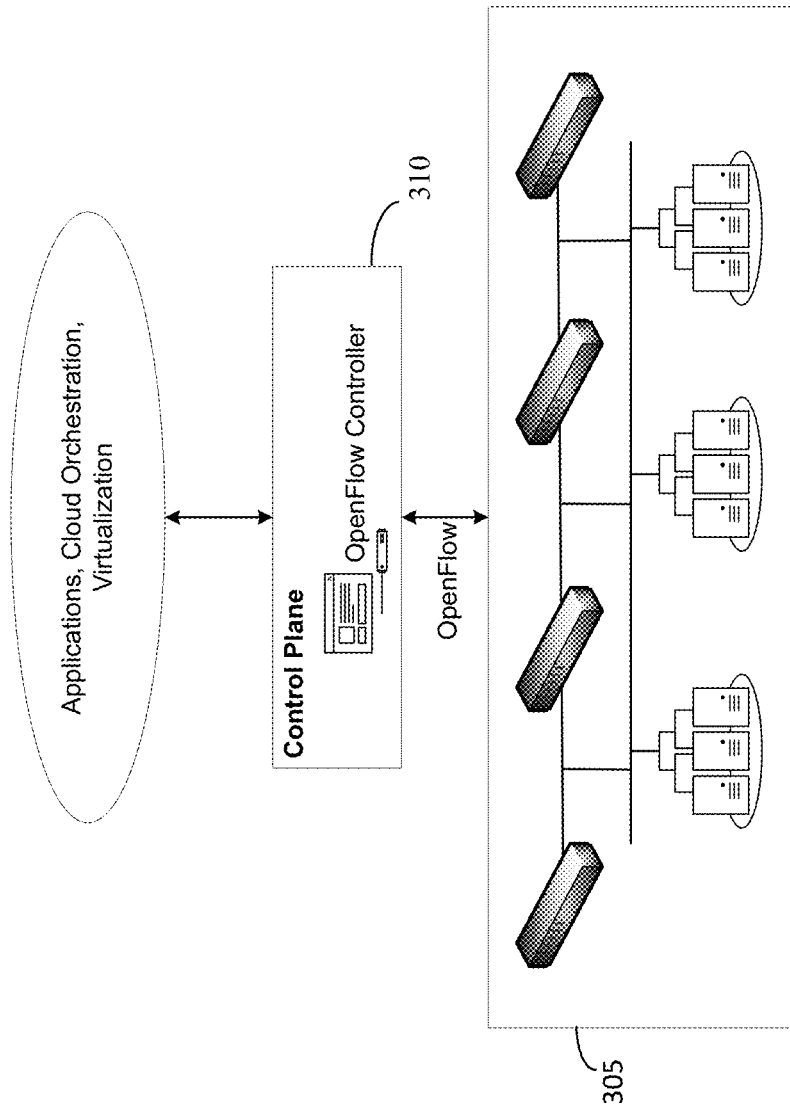 Applications, Cloud Orchestration,
Virtualization
Control Plane
OpenFlow Controller
310
OpenFlow
305